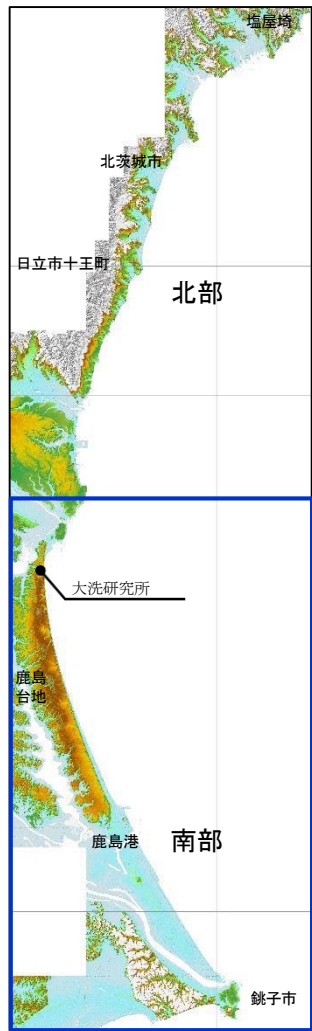 塩屋埼
北茨城市
日立市十王町
北部
大洗研究所
鹿島
台地
鹿島港
南部
銚子市